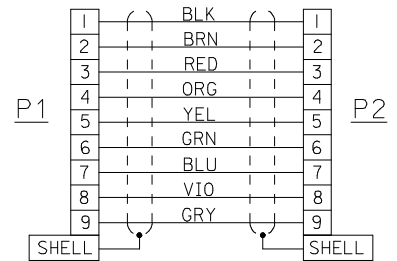 1 BLK 1
2 BRN 2
3 RED 3
P1 4 ORG 4 P2
5 YEL 5
6 GRN 6
7 BLU 7
8 VIO 8
9 GRY 9
SHELL SHELL